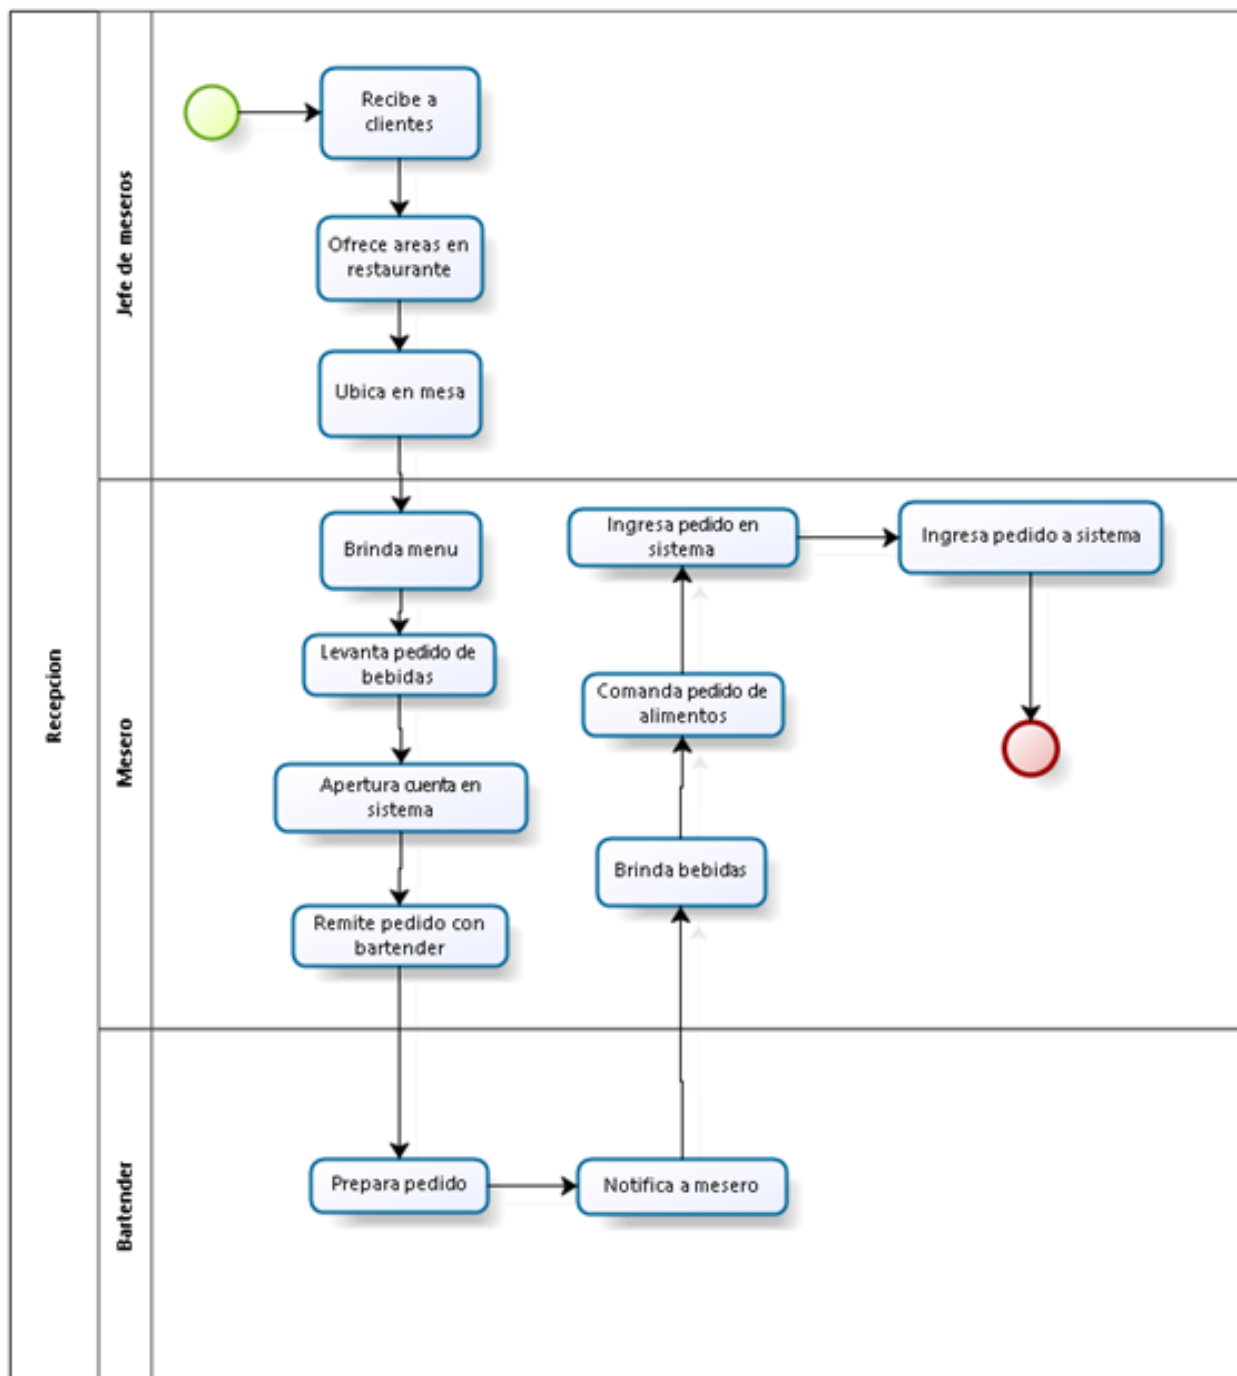 Recepcion
Jefe de meseros
Recibe a
clientes
Ofrece areas en
restaurante
Ubica en mesa
Mesero
Brinda menu
Levanta pedido de
bebidas
Apertura cuenta en
sistema
Remite pedido con
bartender
Ingresa pedido en
sistema
Ingresa pedido a sistema
Comanda pedido de
alimentos
Brinda bebidas
Bartender
Prepara pedido
Notifica a mesero